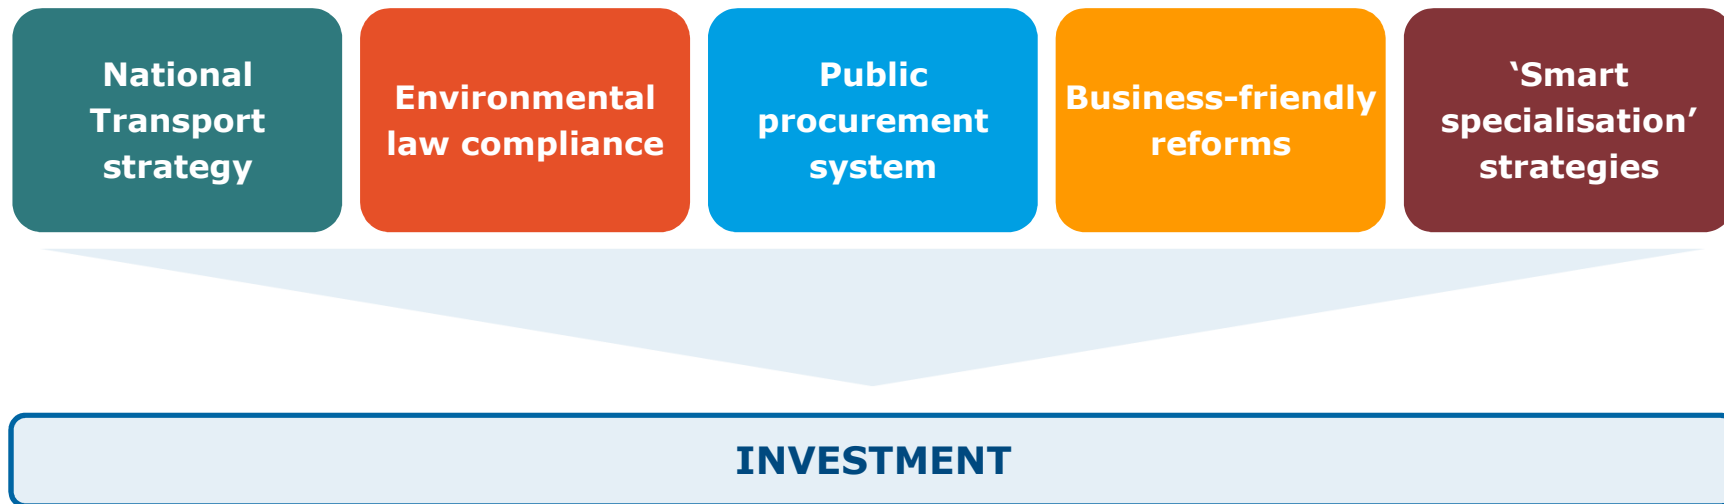 National
Transport
strategy
Environmental
law compliance
Public
procurement
system
Business-friendly
reforms
‘Smart
specialisation’
strategies
INVESTMENT